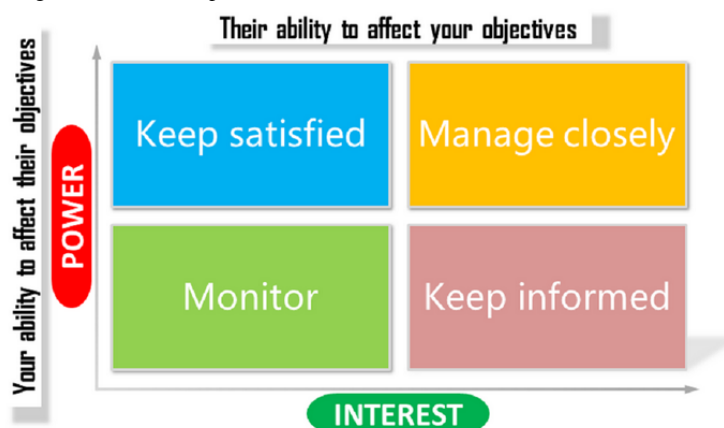 Their ability to affect your objectives
Your ability to affect their objectives
POWER
Keep satisfied
Manage closely
Monitor
Keep informed
INTEREST